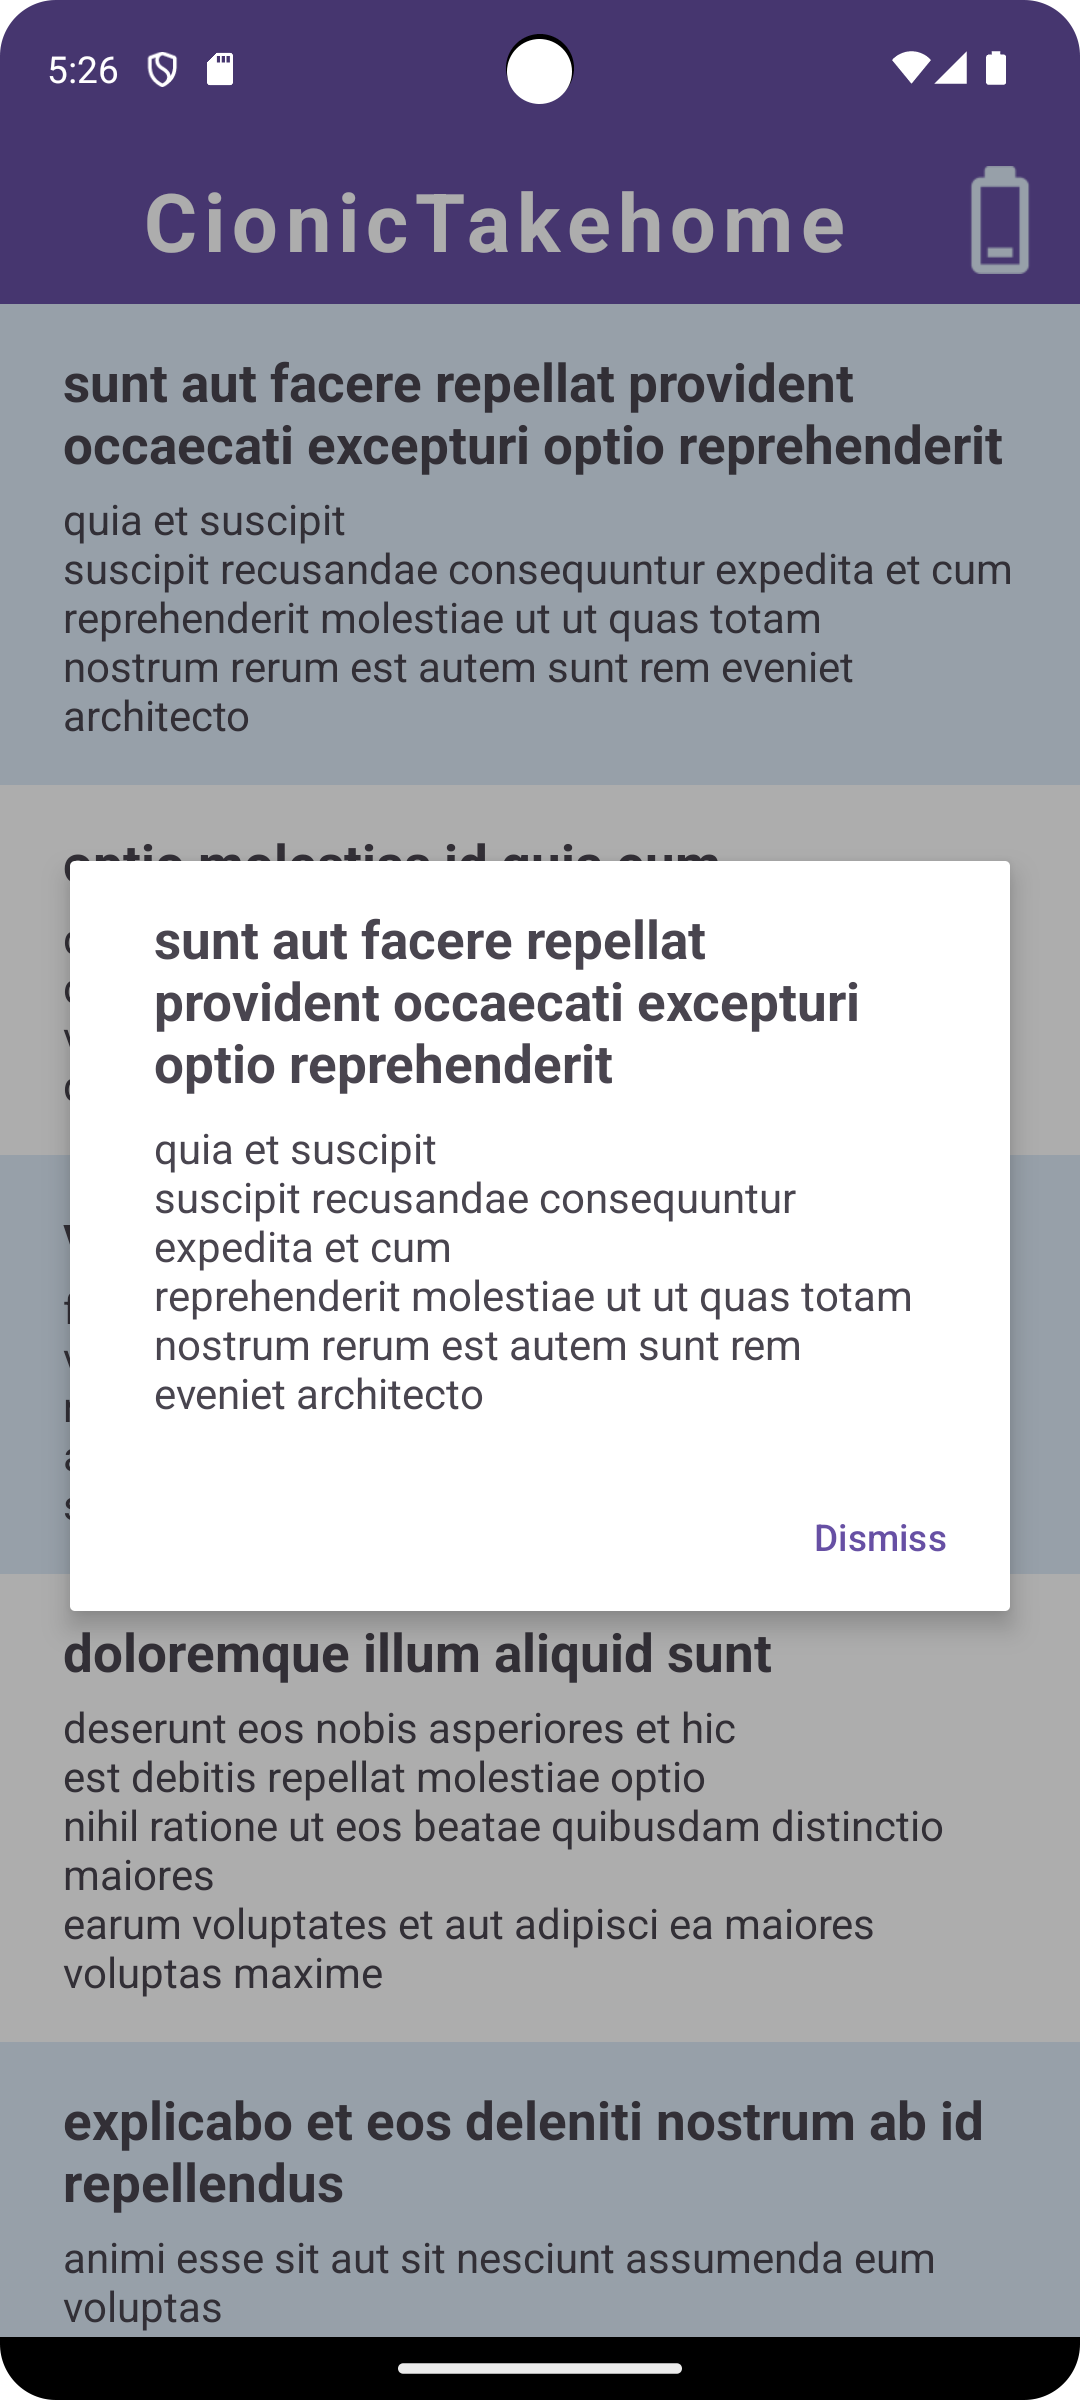 5:26
CionicTakehome
sunt aut facere repellat provident
occaecati excepturi optio reprehenderit
quia et suscipit
suscipit recusandae consequuntur expedita et cum
reprehenderit molestiae ut ut quas totam
nostrum rerum est autem sunt rem eveniet
architecto
optio molestias id quia eum
sunt aut facere repellat
provident occaecati excepturi
optio reprehenderit
quia et suscipit
suscipit recusandae consequuntur
expedita et cum
reprehenderit molestiae ut ut quas totam
nostrum rerum est autem sunt rem
eveniet architecto
Dismiss
doloremque illum aliquid sunt
deserunt eos nobis asperiores et hic
est debitis repellat molestiae optio
nihil ratione ut eos beatae quibusdam distinctio
maiores
earum voluptates et aut adipisci ea maiores
voluptas maxime
explicabo et eos deleniti nostrum ab id
repellendus
animi esse sit aut sit nesciunt assumenda eum
voluptas